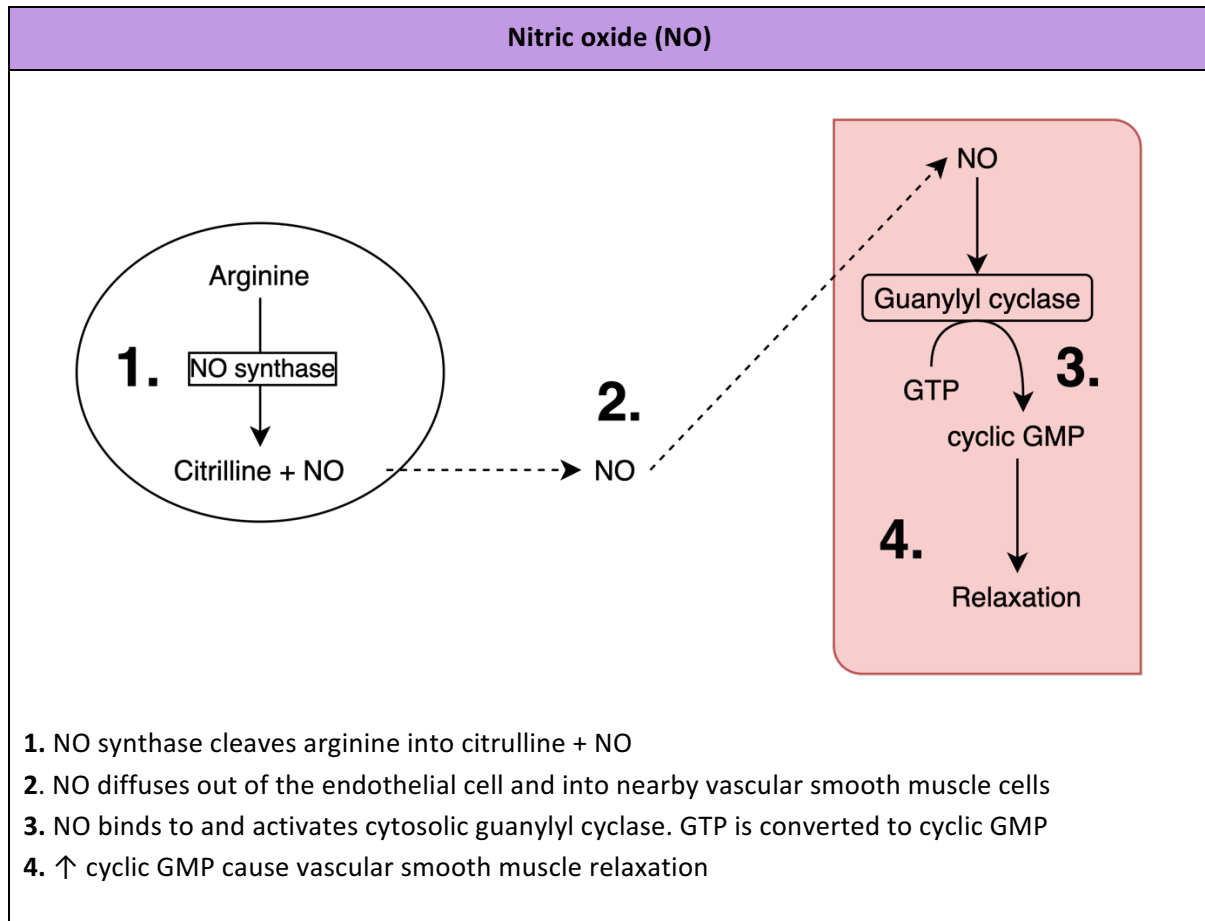 Nitric oxide (NO)
Arginine
1.
NO synthase
Citrilline + NO
2.
NO
NO
Guanylyl cyclase
GTP
3.
cyclic GMP
4.
Relaxation
1. NO synthase cleaves arginine into citrulline + NO
2. NO diffuses out of the endothelial cell and into nearby vascular smooth muscle cells
3. NO binds to and activates cytosolic guanylyl cyclase. GTP is converted to cyclic GMP
4. ↑ cyclic GMP cause vascular smooth muscle relaxation